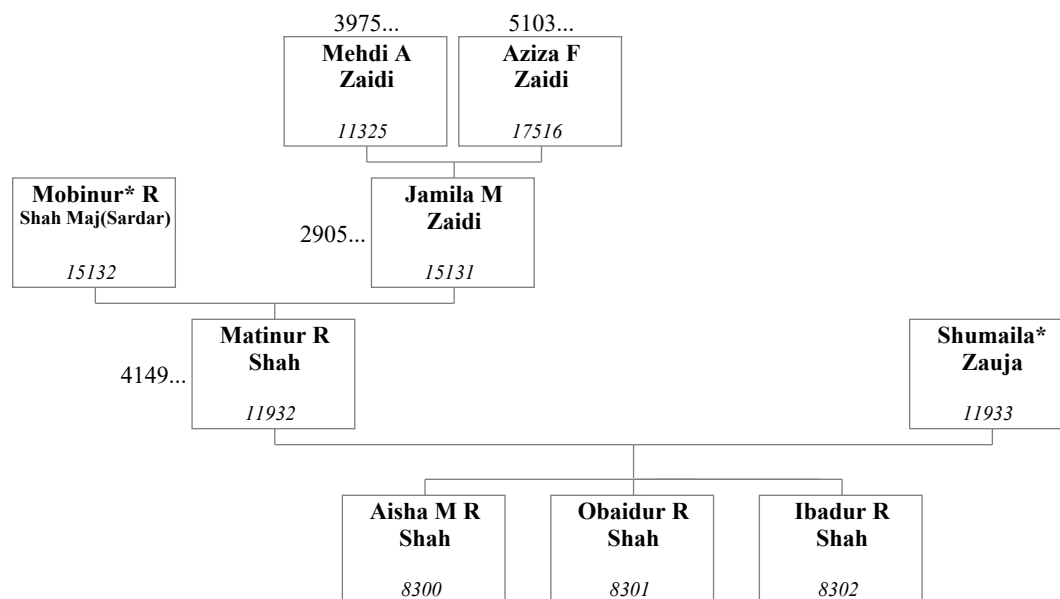 3975...
5103...
Mehdi A
Zaidi
11325
Aziza F
Zaidi
17516
Mobinur* R
Shah Maj(Sardar)
15132
2905...
Jamila M
Zaidi
15131
4149...
Matinur R
Shah
11932
Shumaila*
Zauja
11933
Aisha M R
Shah
8300
Obaidur R
Shah
8301
Ibadur R
Shah
8302